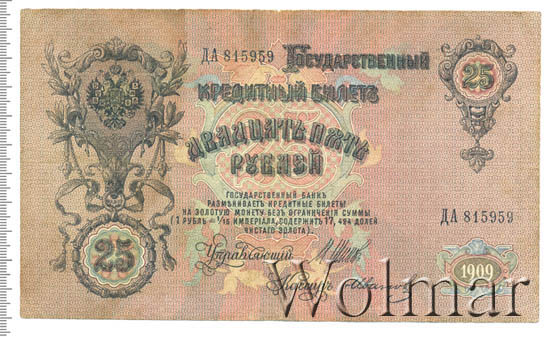 ДА 815959 Государственный
25
Кредитный Билетъ
Двадцать пять
рублей
Государственный банкъ
размѣниваетъ кредитные билеты
на золотую монету безъ ограниченія суммы
(1 рубль = 1/15 имперіала, содержитъ 17,424 долей
чистаго золота).
ДА 815959
25
Управляющій
Кассиръ
1909
Wolmar